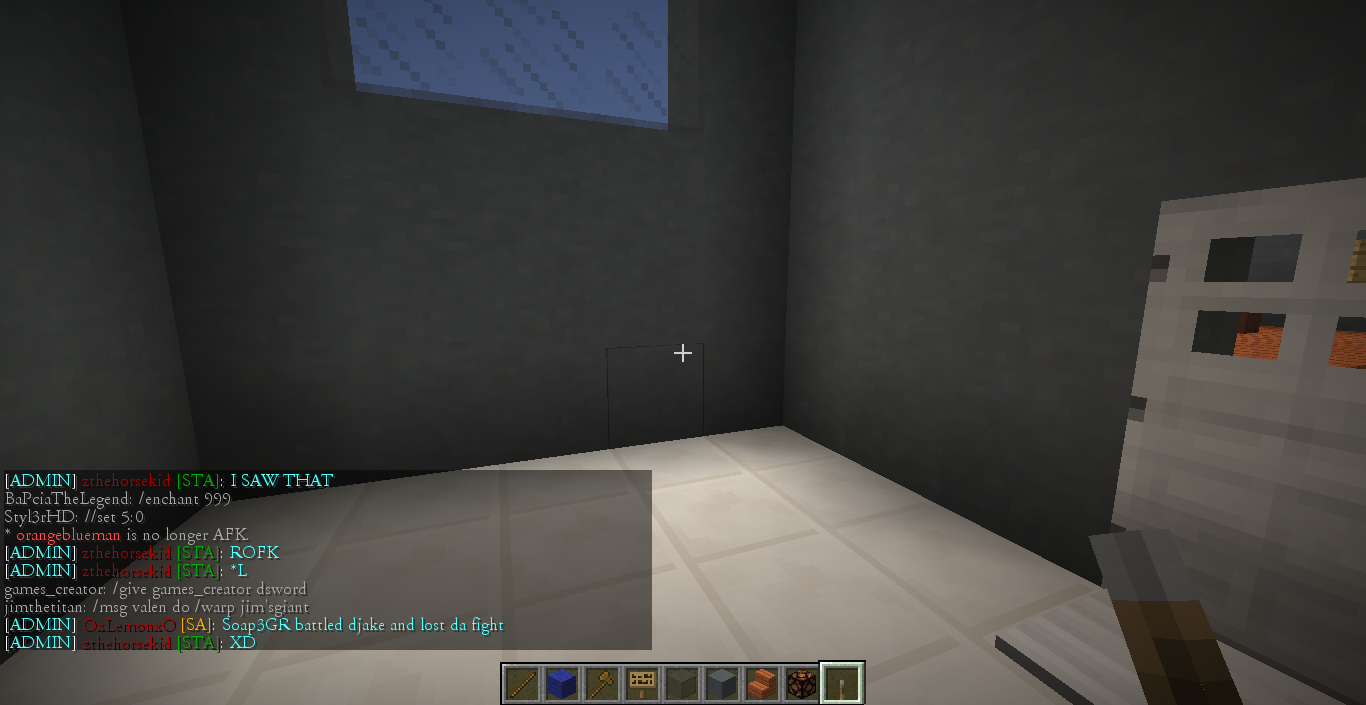 [ADMIN] zthehorsekid [STA]: I SAW THAT
BaPciaTheLegend: /enchant 999
Styl3rHD: //set 5:0
* orangeblueman is no longer AFK.
[ADMIN] zthehorsekid [STA]: ROFK
[ADMIN] zthehorsekid [STA]: *L
games_creator: /give games_creator dsword
jimthetitan: /msg valen do /warp jim'sgiant
[ADMIN] OxLemonxO [SA]: Soap3GR battled djake and lost da fight
[ADMIN] zthehorsekid [STA]: XD